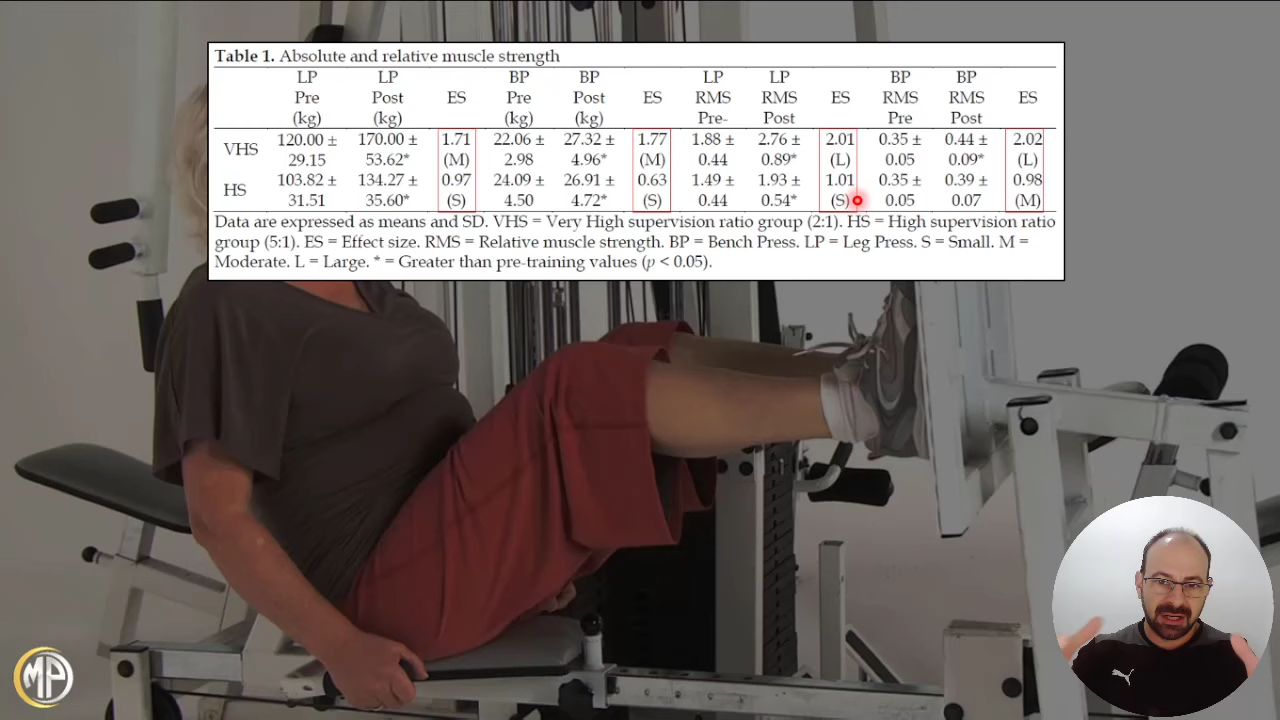 Table 1. Absolute and relative muscle strength
LP LP BP BP LP LP BP BP
Pre Post ES Pre Post ES RMS RMS ES RMS RMS ES
(kg) (kg) (kg) (kg) Pre- Post Pre Post
VHS 120.00 ± 170.00 ± 1.71 22.06 ± 27.32 ± 1.77 1.88 ± 2.76 ± 2.01 0.35 ± 0.44 ± 2.02
29.15 53.62* (M) 2.98 4.96* (M) 0.44 0.89* (L) 0.05 0.09* (L)
HS 103.82 ± 134.27 ± 0.97 24.09 ± 26.91 ± 0.63 1.49 ± 1.93 ± 1.01 0.35 ± 0.39 ± 0.98
31.51 35.60* (S) 4.50 4.72* (S) 0.44 0.54* (S) 0.05 0.07 (M)
Data are expressed as means and SD. VHS = Very High supervision ratio group (2:1). HS = High supervision ratio
group (5:1). ES = Effect size. RMS = Relative muscle strength. BP = Bench Press. LP = Leg Press. S = Small. M =
Moderate. L = Large. * = Greater than pre-training values (p < 0.05).
MP